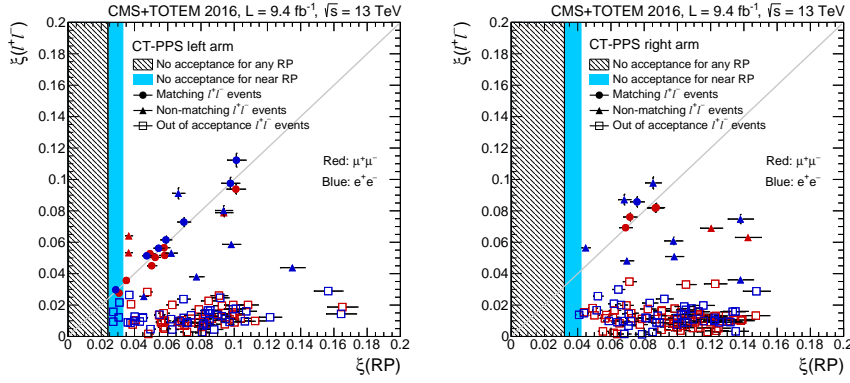 CMS+TOTEM 2016, L = 9.4 fb⁻¹, √s = 13 TeV
ξ(l⁺l⁻)
0.2
0.18
0.16
0.14
0.12
0.1
0.08
0.06
0.04
0.02
0
CT-PPS left arm
No acceptance for any RP
No acceptance for near RP
Matching l⁺l⁻ events
Non-matching l⁺l⁻ events
Out of acceptance l⁺l⁻ events
Red: μ⁺μ⁻
Blue: e⁺e⁻
0 0.02 0.04 0.06 0.08 0.1 0.12 0.14 0.16 0.18 0.2
ξ(RP)
CMS+TOTEM 2016, L = 9.4 fb⁻¹, √s = 13 TeV
ξ(l⁺l⁻)
0.2
0.18
0.16
0.14
0.12
0.1
0.08
0.06
0.04
0.02
0
CT-PPS right arm
No acceptance for any RP
No acceptance for near RP
Matching l⁺l⁻ events
Non-matching l⁺l⁻ events
Out of acceptance l⁺l⁻ events
Red: μ⁺μ⁻
Blue: e⁺e⁻
0 0.02 0.04 0.06 0.08 0.1 0.12 0.14 0.16 0.18 0.2
ξ(RP)